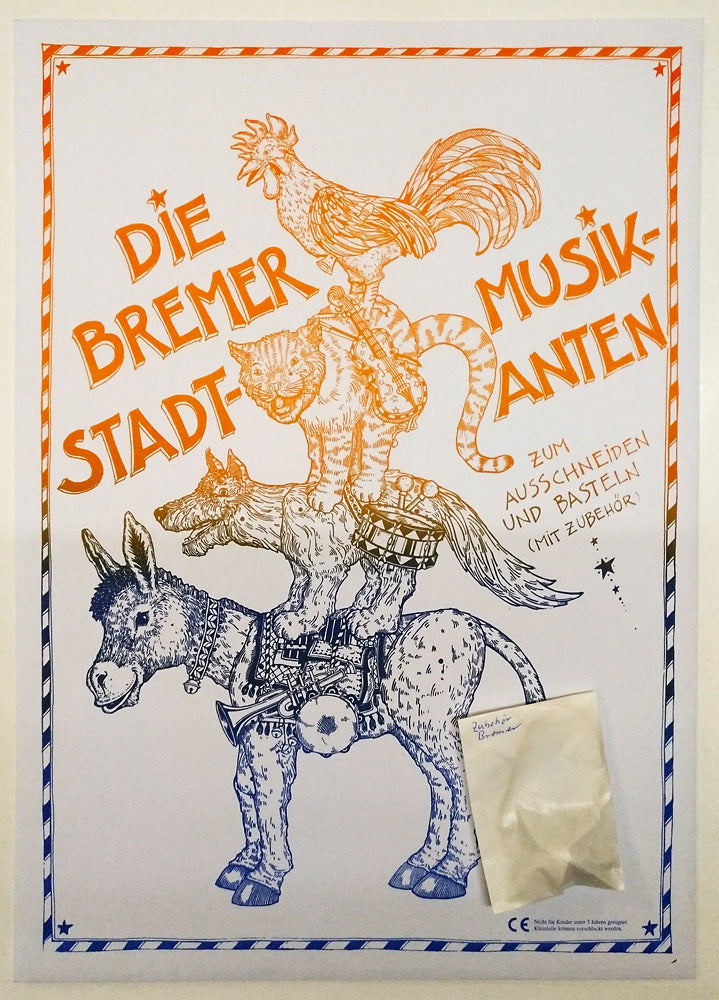 DIE
BREMER
STADT-
MUSIK-
ANTEN
ZUM
AUSSCHNEIDEN
UND BASTELN
(MIT ZUBEHÖR)
Zubehör
Bremer
CE Nicht für Kinder unter 3 Jahren geeignet
Kleinteile können verschluckt werden.